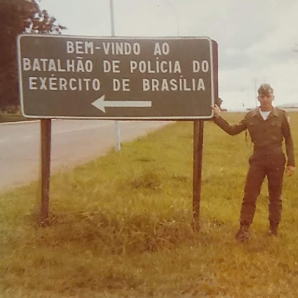 BEM-VINDO AO
BATALHÃO DE POLÍCIA DO
EXÉRCITO DE BRASÍLIA